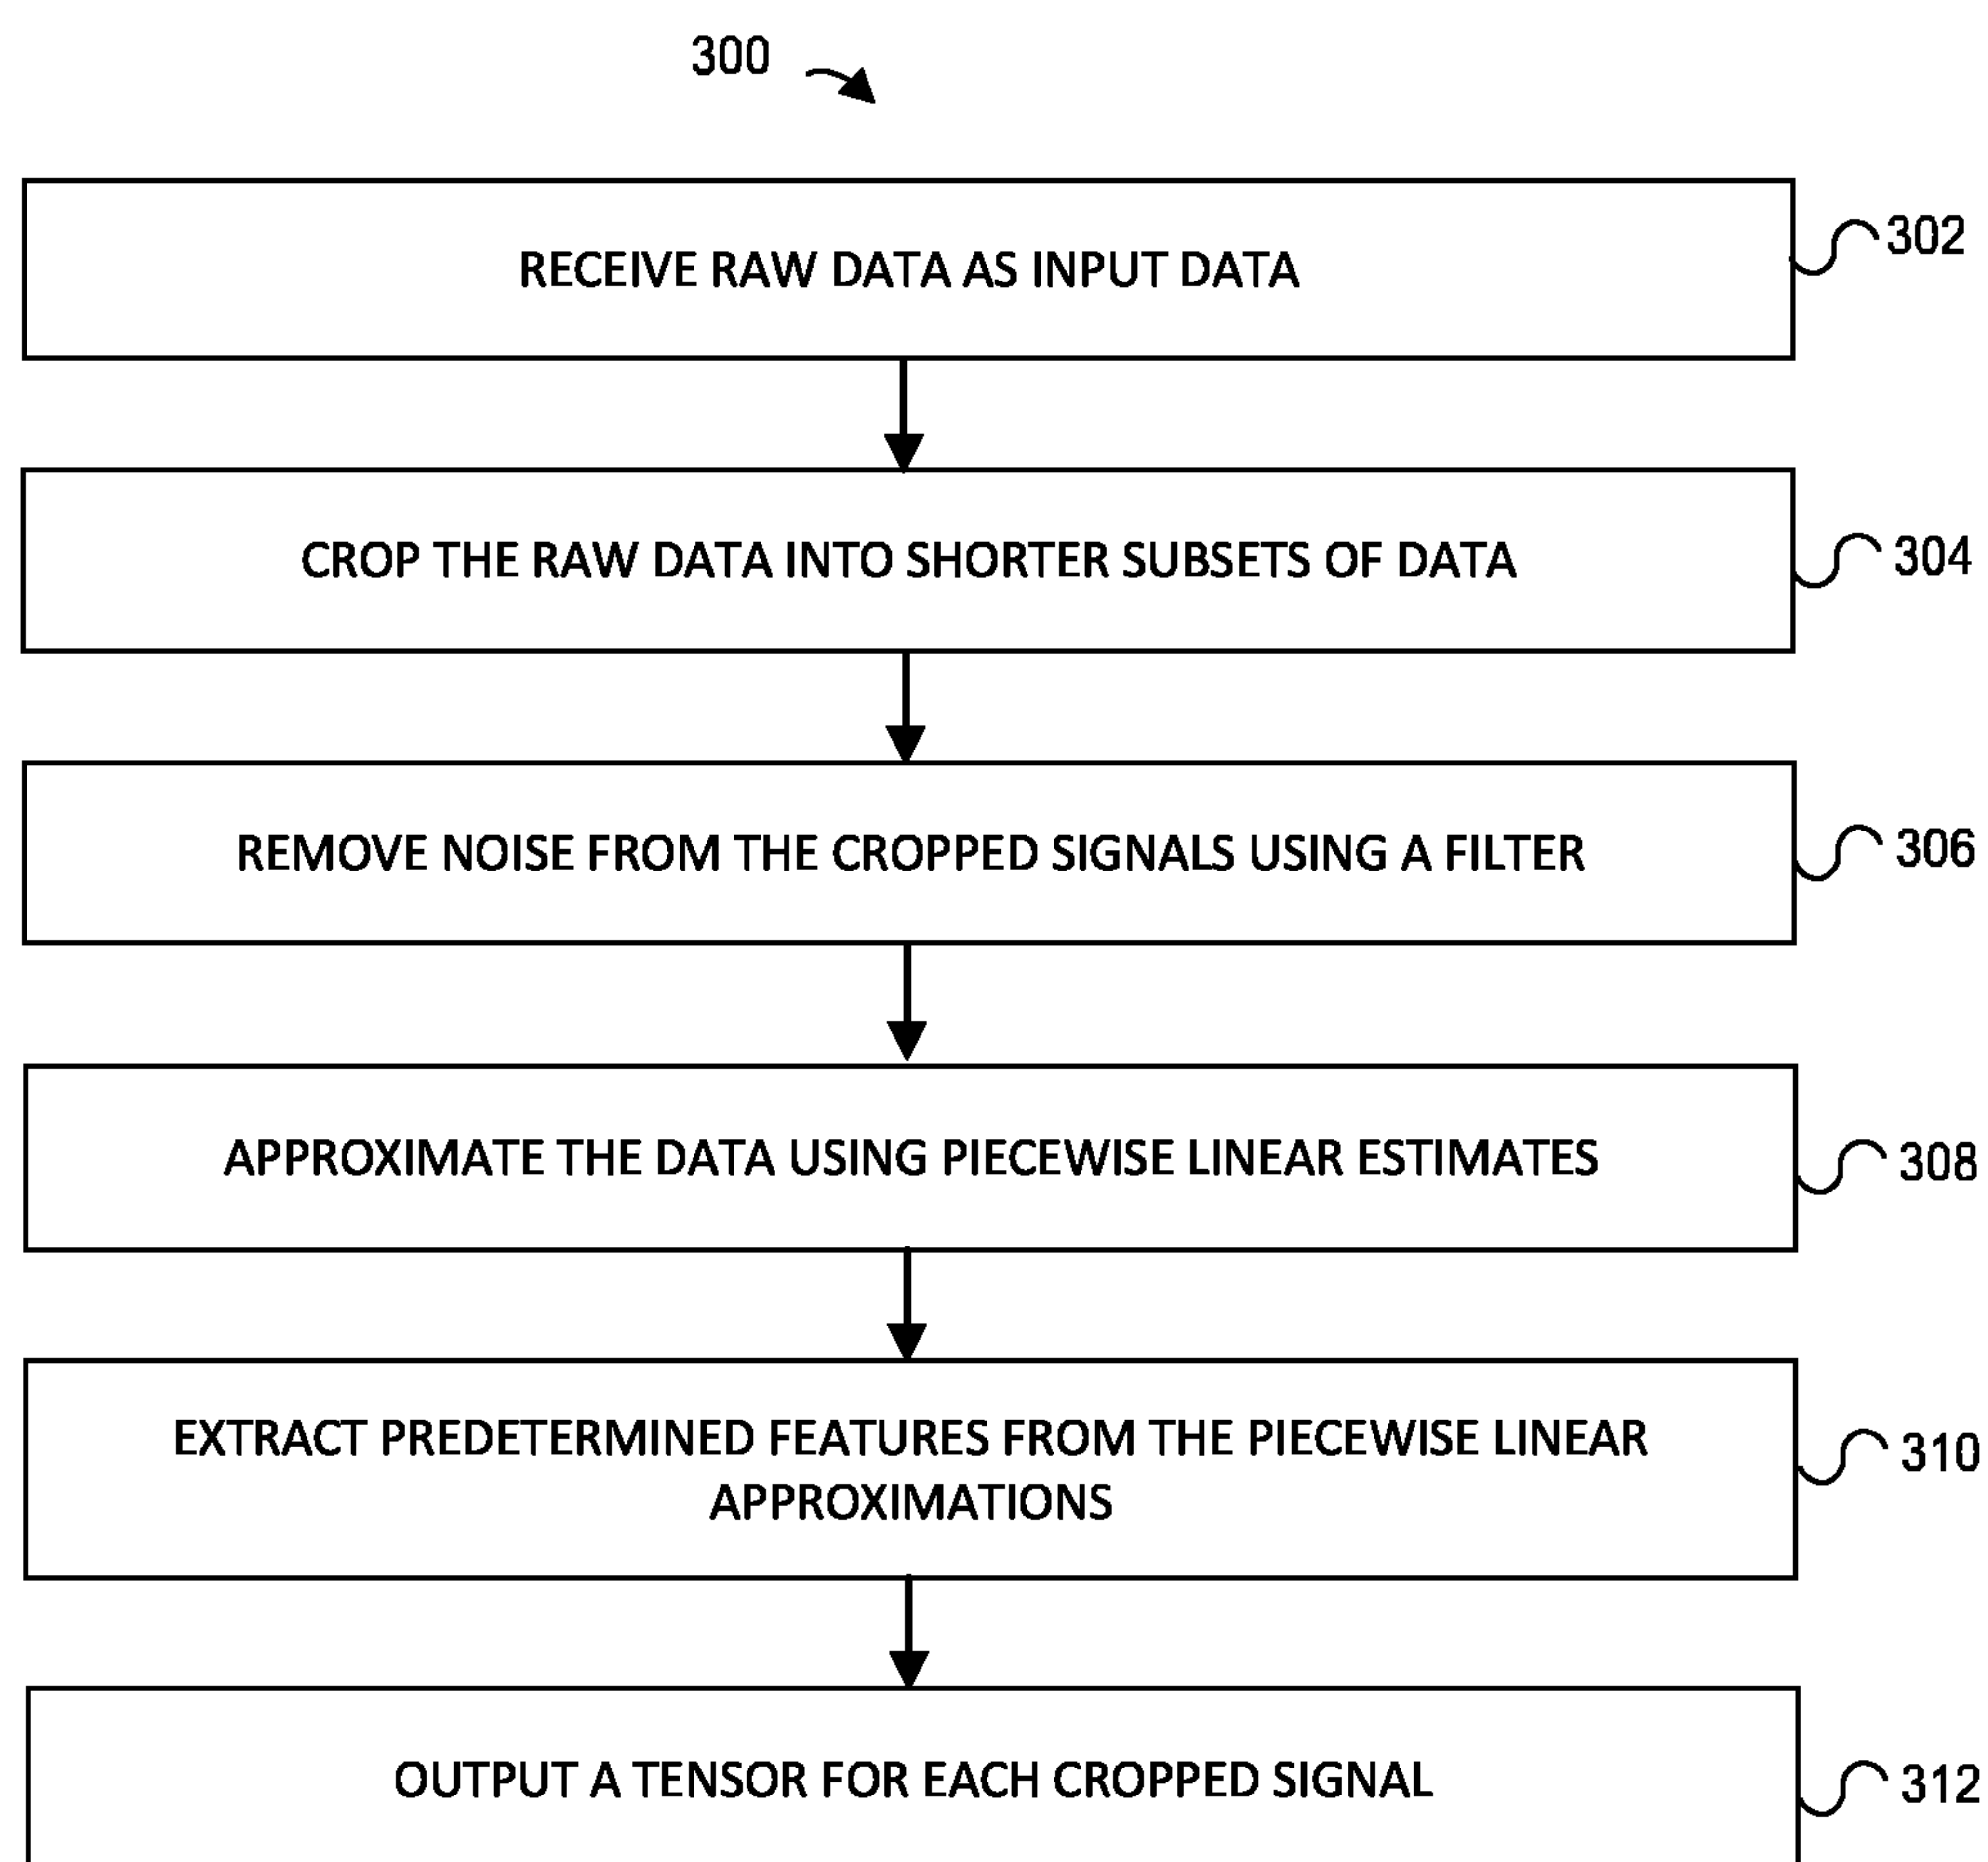 300
RECEIVE RAW DATA AS INPUT DATA
302
CROP THE RAW DATA INTO SHORTER SUBSETS OF DATA
304
REMOVE NOISE FROM THE CROPPED SIGNALS USING A FILTER
306
APPROXIMATE THE DATA USING PIECEWISE LINEAR ESTIMATES
308
EXTRACT PREDETERMINED FEATURES FROM THE PIECEWISE LINEAR
APPROXIMATIONS
310
OUTPUT A TENSOR FOR EACH CROPPED SIGNAL
312